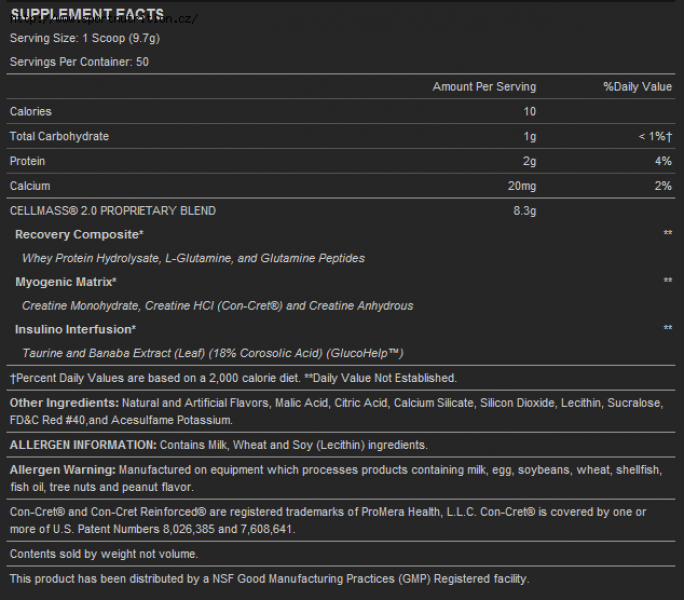 SUPPLEMENT FACTS
Serving Size: 1 Scoop (9.7g)
Servings Per Container: 50
Amount Per Serving %Daily Value
Calories 10
Total Carbohydrate 1g < 1%†
Protein 2g 4%
Calcium 20mg 2%
CELLMASS® 2.0 PROPRIETARY BLEND 8.3g
Recovery Composite* **
Whey Protein Hydrolysate, L-Glutamine, and Glutamine Peptides
Myogenic Matrix* **
Creatine Monohydrate, Creatine HCl (Con-Cret®) and Creatine Anhydrous
Insulino Interfusion* **
Taurine and Banaba Extract (Leaf) (18% Corosolic Acid) (GlucoHelp™)
†Percent Daily Values are based on a 2,000 calorie diet. **Daily Value Not Established.
Other Ingredients: Natural and Artificial Flavors, Malic Acid, Citric Acid, Calcium Silicate, Silicon Dioxide, Lecithin, Sucralose,
FD&C Red #40,and Acesulfame Potassium.
ALLERGEN INFORMATION: Contains Milk, Wheat and Soy (Lecithin) ingredients.
Allergen Warning: Manufactured on equipment which processes products containing milk, egg, soybeans, wheat, shellfish,
fish oil, tree nuts and peanut flavor.
Con-Cret® and Con-Cret Reinforced® are registered trademarks of ProMera Health, L.L.C. Con-Cret® is covered by one or
more of U.S. Patent Numbers 8,026,385 and 7,608,641.
Contents sold by weight not volume.
This product has been distributed by a NSF Good Manufacturing Practices (GMP) Registered facility.